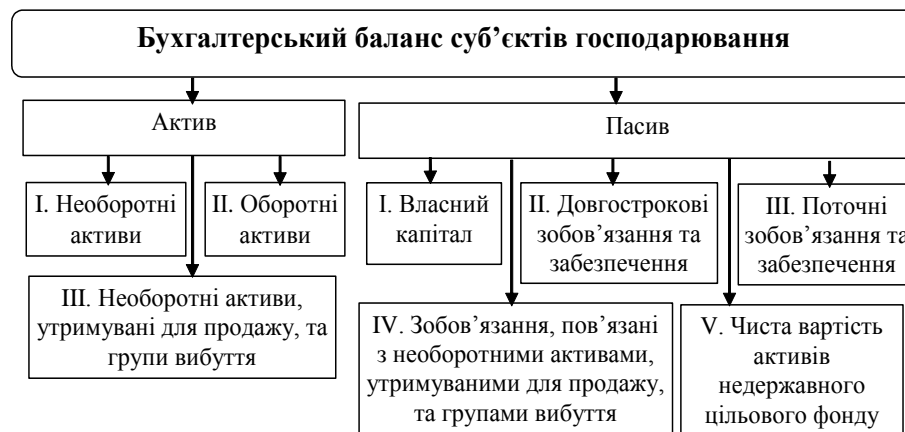 Бухгалтерський баланс суб’єктів господарювання
Актив
Пасив
I. Необоротні
активи
II. Оборотні
активи
III. Необоротні активи,
утримувані для продажу, та
групи вибуття
I. Власний
капітал
II. Довгострокові
зобов’язання та
забезпечення
III. Поточні
зобов’язання та
забезпечення
IV. Зобов’язання, пов’язані
з необоротними активами,
утримуваними для продажу,
та групами вибуття
V. Чиста вартість
активів
недержавного
цільового фонду